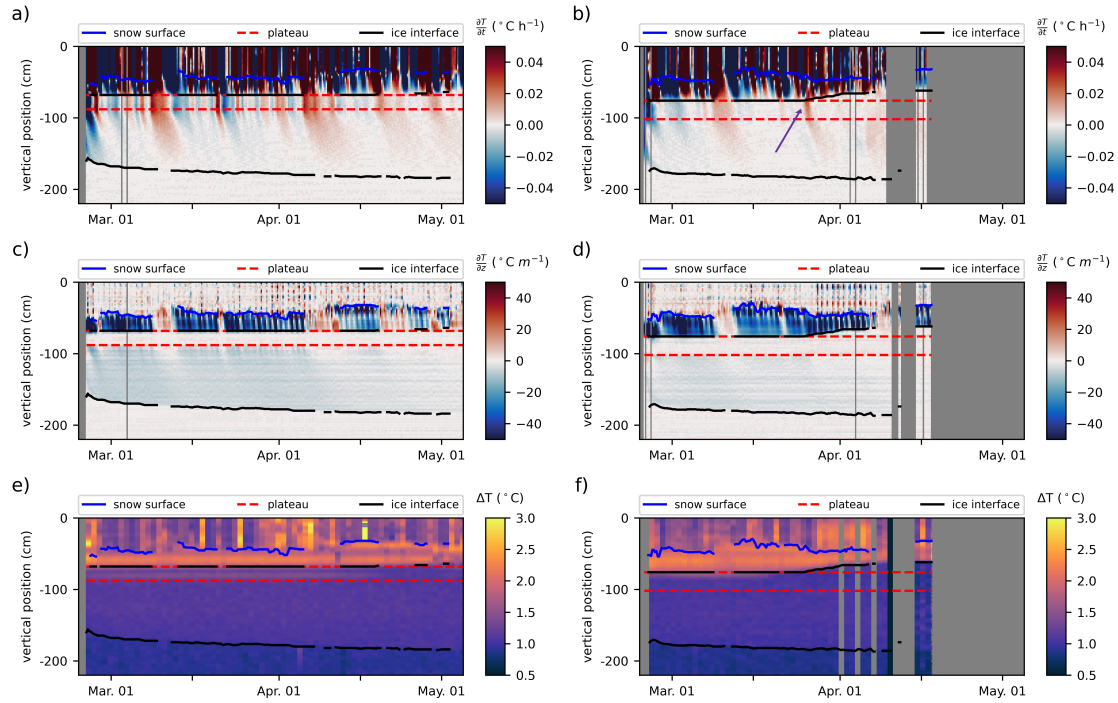 a)
∂T/∂t (°C h⁻¹)
snow surface
plateau
ice interface
vertical position (cm)
0
-100
-200
Mar. 01
Apr. 01
May. 01
0.04
0.02
0.00
−0.02
−0.04
b)
∂T/∂t (°C h⁻¹)
snow surface
plateau
ice interface
vertical position (cm)
0
-100
-200
Mar. 01
Apr. 01
May. 01
0.04
0.02
0.00
−0.02
−0.04
c)
∂T/∂z (°C m⁻¹)
snow surface
plateau
ice interface
vertical position (cm)
0
-100
-200
Mar. 01
Apr. 01
May. 01
40
20
0
−20
−40
d)
∂T/∂z (°C m⁻¹)
snow surface
plateau
ice interface
vertical position (cm)
0
-100
-200
Mar. 01
Apr. 01
May. 01
40
20
0
−20
−40
e)
ΔT (°C)
snow surface
plateau
ice interface
vertical position (cm)
0
-100
-200
Mar. 01
Apr. 01
May. 01
3.0
2.5
2.0
1.5
1.0
0.5
f)
ΔT (°C)
snow surface
plateau
ice interface
vertical position (cm)
0
-100
-200
Mar. 01
Apr. 01
May. 01
3.0
2.5
2.0
1.5
1.0
0.5